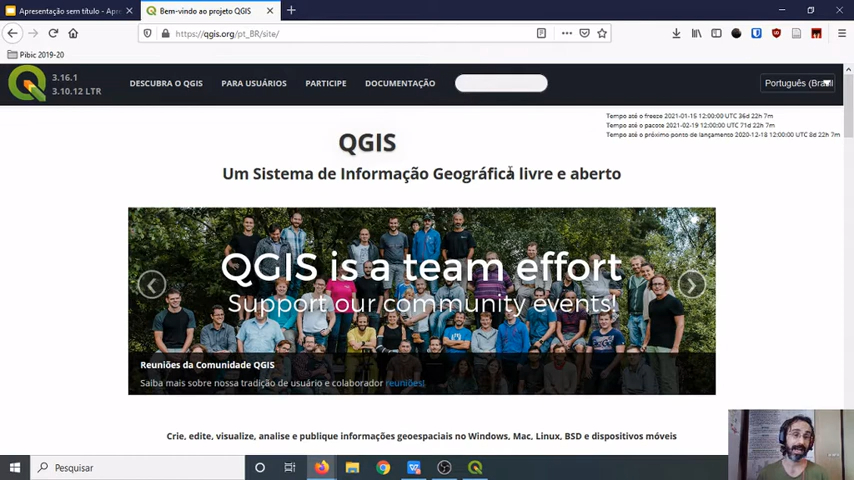 Apresentação sem título - Apre
Bem-vindo ao projeto QGIS
https://qgis.org/pt_BR/site/
Pibic 2019-20
3.16.1
3.10.12 LTR
DESCUBRA O QGIS
PARA USUÁRIOS
PARTICIPE
DOCUMENTAÇÃO
Português (Brasil
Tempo até o freeze 2021-01-15 12:00:00 UTC 36d 22h 7m
Tempo até o pacote 2021-02-19 12:00:00 UTC 71d 22h 7m
Tempo até o próximo ponto de lançamento 2020-12-18 12:00:00 UTC 8d 22h 7m
QGIS
Um Sistema de Informação Geográfica livre e aberto
QGIS is a team effort
Support our community events!
Reuniões da Comunidade QGIS
Saiba mais sobre nossa tradição de usuário e colaborador reuniões!
Crie, edite, visualize, analise e publique informações geoespaciais no Windows, Mac, Linux, BSD e dispositivos móveis
Pesquisar